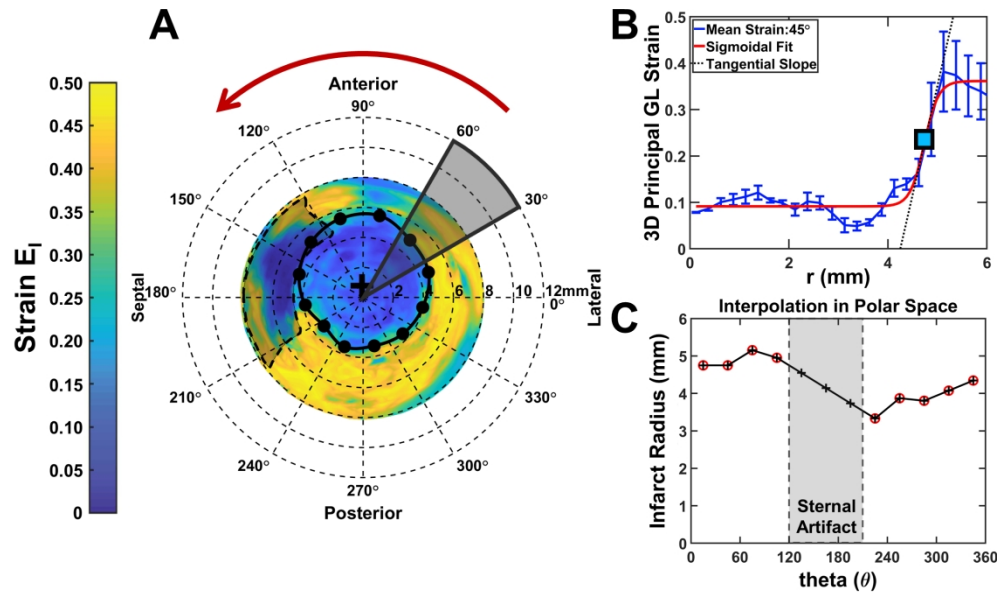 A
Anterior
90°
120°
60°
150°
30°
180°
Septal
2
4
6
8
10
12mm
0°
Lateral
210°
330°
240°
300°
270°
Posterior
Strain E_I
0.50
0.45
0.40
0.35
0.30
0.25
0.20
0.15
0.10
0.05
0
B
Mean Strain:45°
Sigmoidal Fit
Tangential Slope
3D Principal GL Strain
0.5
0.4
0.3
0.2
0.1
0
0
2
4
6
r (mm)
C
Interpolation in Polar Space
Infarct Radius (mm)
6
5
4
3
2
1
0
Sternal
Artifact
0
60
120
180
240
300
360
theta (θ)